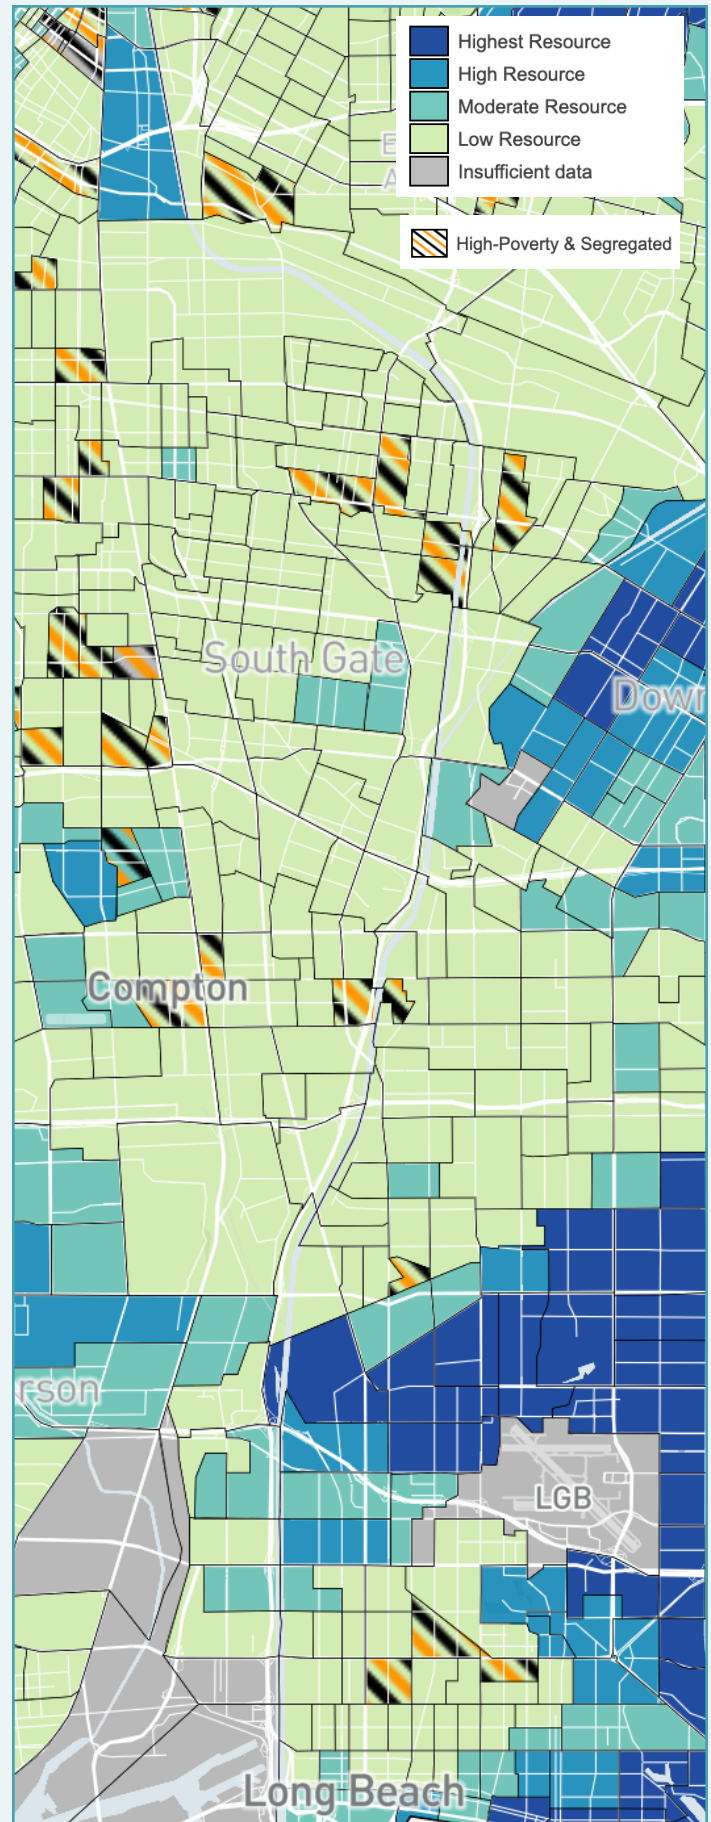 Highest Resource
High Resource
Moderate Resource
Low Resource
Insufficient data
High-Poverty & Segregated
E
A
South Gate
Dowr
Compton
rson
LGB
Long Beach